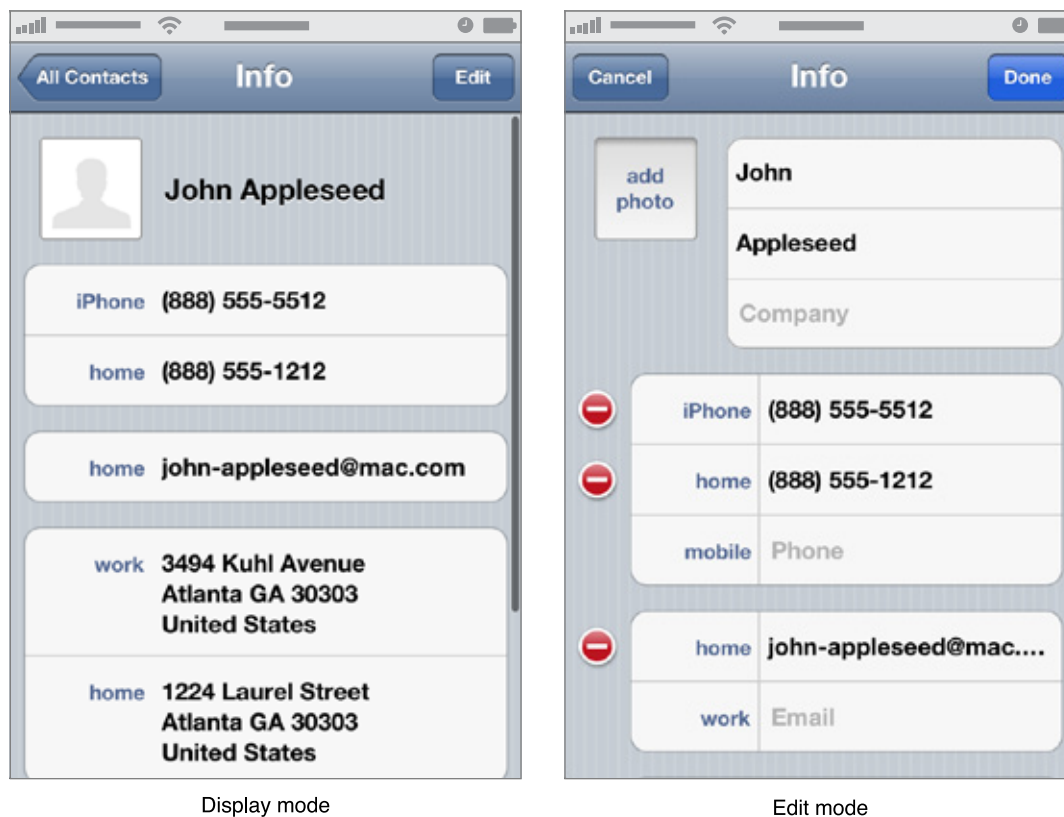 All Contacts Info Edit
John Appleseed
iPhone (888) 555-5512
home (888) 555-1212
home john-appleseed@mac.com
work 3494 Kuhl Avenue
Atlanta GA 30303
United States
home 1224 Laurel Street
Atlanta GA 30303
United States
Display mode
Cancel Info Done
add
photo
John
Appleseed
Company
iPhone (888) 555-5512
home (888) 555-1212
mobile Phone
home john-appleseed@mac....
work Email
Edit mode